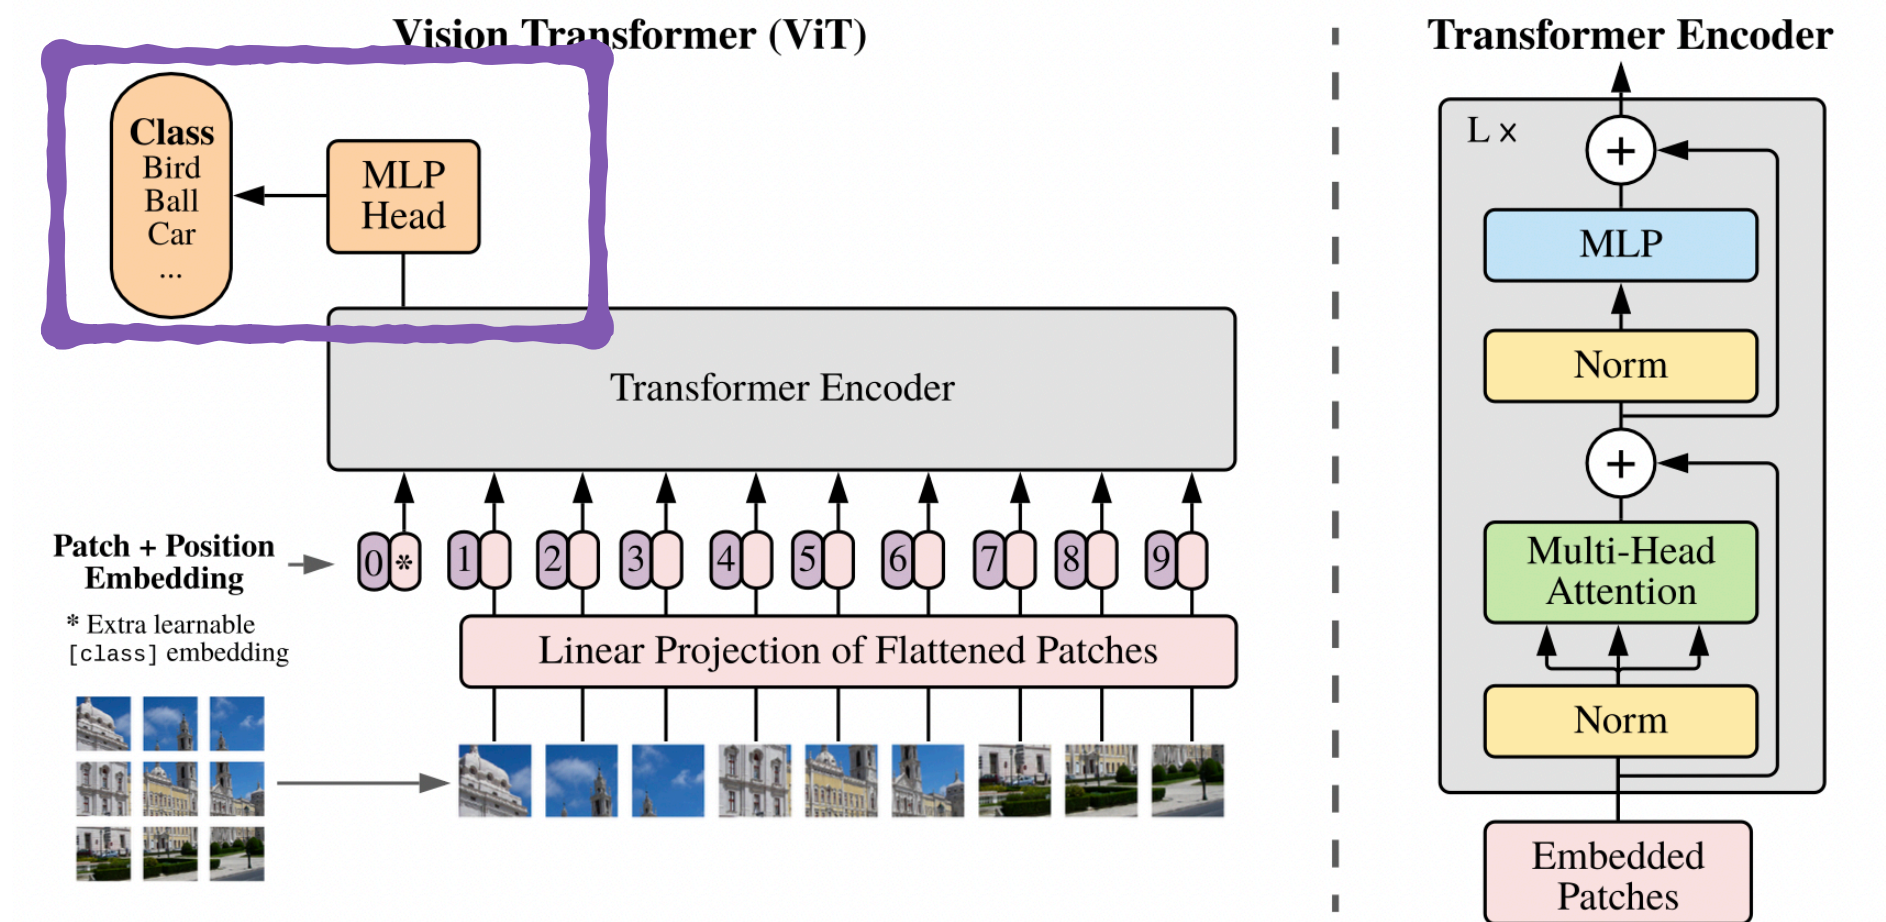 Vision Transformer (ViT)
Class
Bird
Ball
Car
...
MLP
Head
Transformer Encoder
Patch + Position
Embedding
0 * 1 2 3 4 5 6 7 8 9
* Extra learnable
[class] embedding
Linear Projection of Flattened Patches
Transformer Encoder
L ×
+
MLP
Norm
+
Multi-Head
Attention
Norm
Embedded
Patches